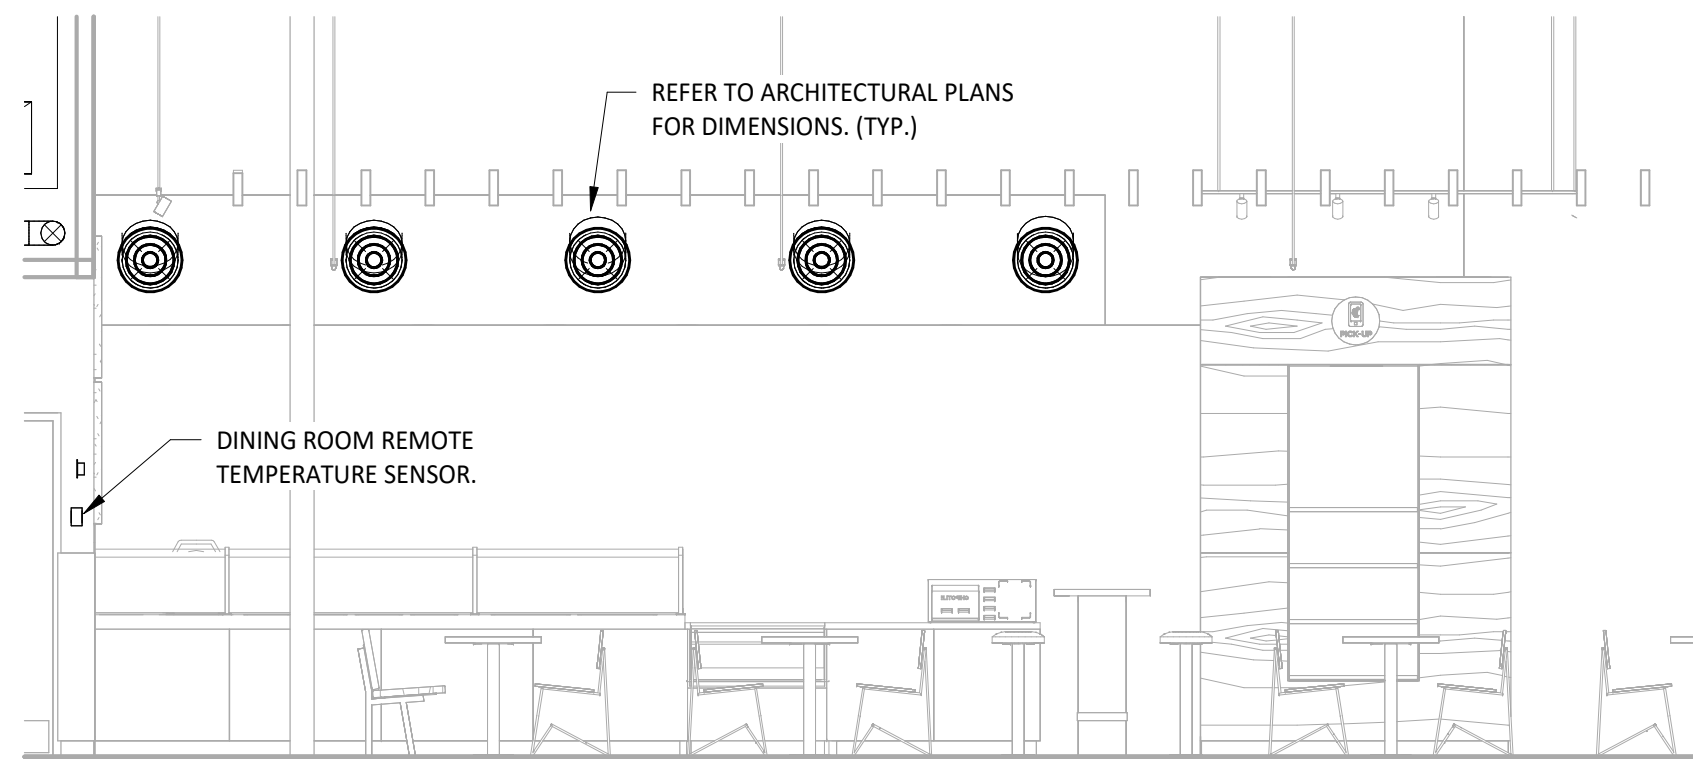 REFER TO ARCHITECTURAL PLANS
FOR DIMENSIONS. (TYP.)
PICK-UP
DINING ROOM REMOTE
TEMPERATURE SENSOR.